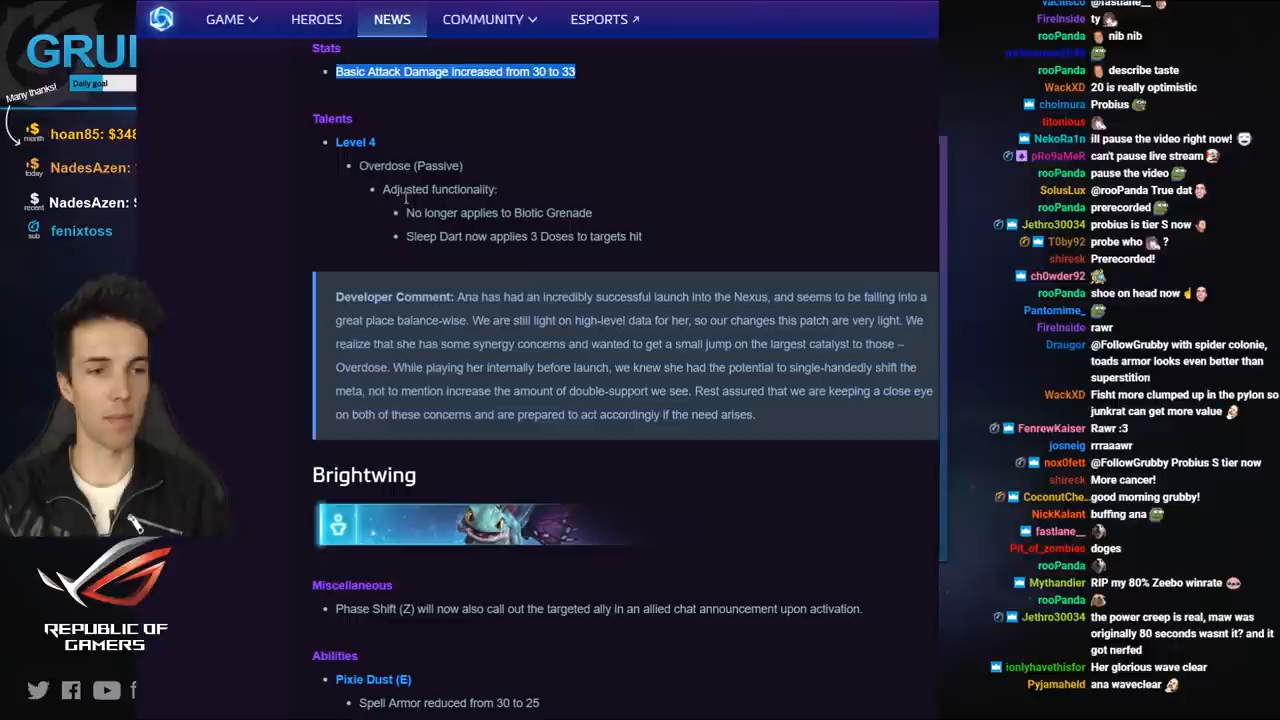 GRU
Daily goal
Many thanks!
$
month
hoan85: $348
$
today
NadesAzen:
$
recent
NadesAzen: $
sub
fenixtoss
REPUBLIC OF
GAMERS
GAME
HEROES
NEWS
COMMUNITY
ESPORTS
Stats
Basic Attack Damage increased from 30 to 33
Talents
Level 4
Overdose (Passive)
Adjusted functionality:
No longer applies to Biotic Grenade
Sleep Dart now applies 3 Doses to targets hit
Developer Comment: Ana has had an incredibly successful launch into the Nexus, and seems to be falling into a
great place balance-wise. We are still light on high-level data for her, so our changes this patch are very light. We
realize that she has some synergy concerns and wanted to get a small jump on the largest catalyst to those –
Overdose. While playing her internally before launch, we knew she had the potential to single-handedly shift the
meta, not to mention increase the amount of double-support we see. Rest assured that we are keeping a close eye
on both of these concerns and are prepared to act accordingly if the need arises.
Brightwing
Miscellaneous
Phase Shift (Z) will now also call out the targeted ally in an allied chat announcement upon activation.
Abilities
Pixie Dust (E)
Spell Armor reduced from 30 to 25
@fastlane__
FireInside ty
rooPanda nib nib
rooPanda describe taste
WackXD 20 is really optimistic
choimura Probius
titonious
NekoRa1n ill pause the video right now!
pRo9aMeR can't pause live stream
rooPanda pause the video
SolusLux @rooPanda True dat
rooPanda prerecorded
Jethro30034 probius is tier S now
T0by92 probe who ?
shiresk Prerecorded!
ch0wder92
rooPanda shoe on head now
Pantomime_
FireInside rawr
Draugor @FollowGrubby with spider colonie,
toads armor looks even better than
superstition
WackXD Fisht more clumped up in the pylon so
junkrat can get more value
FenrewKaiser Rawr :3
josneig rrraaawr
nox0fett @FollowGrubby Probius S tier now
shiresk More cancer!
CoconutChe... good morning grubby!
NickKalant buffing ana
fastlane__
Pit_of_zombies doges
rooPanda
Mythandier RIP my 80% Zeebo winrate
rooPanda
Jethro30034 the power creep is real, maw was
originally 80 seconds wasnt it? and it
got nerfed
ionlyhavethisfor Her glorious wave clear
Pyjamaheld ana waveclear